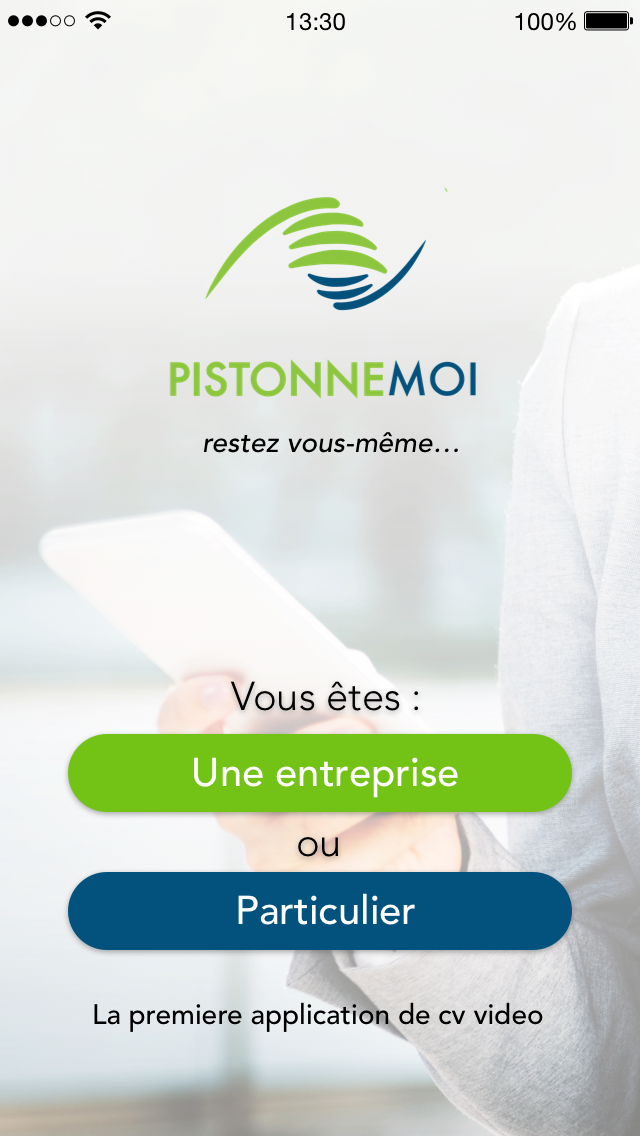 13:30 100%
PISTONNEMOI
restez vous-même...
Vous êtes :
Une entreprise
ou
Particulier
La premiere application de cv video